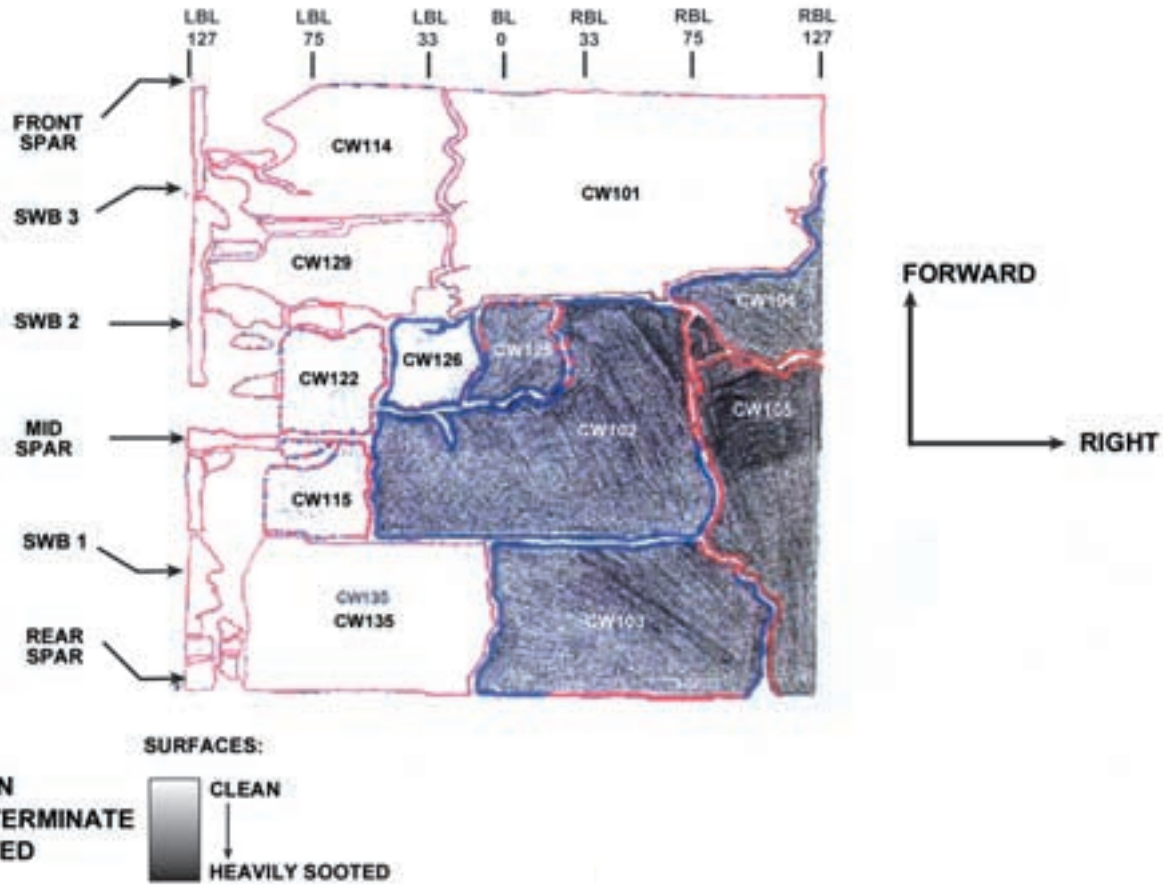 LBL LBL LBL BL RBL RBL RBL
127 75 33 0 33 75 127
FRONT
SPAR
CW114
CW101
SWB 3
CW129
FORWARD
SWB 2
CW126
CW122
CW105
MID
SPAR
CW102
RIGHT
CW115
SWB 1
CW135
CW135
CW103
REAR
SPAR
SURFACES:
CLEAN
HEAVILY SOOTED
N
TERMINATE
ED